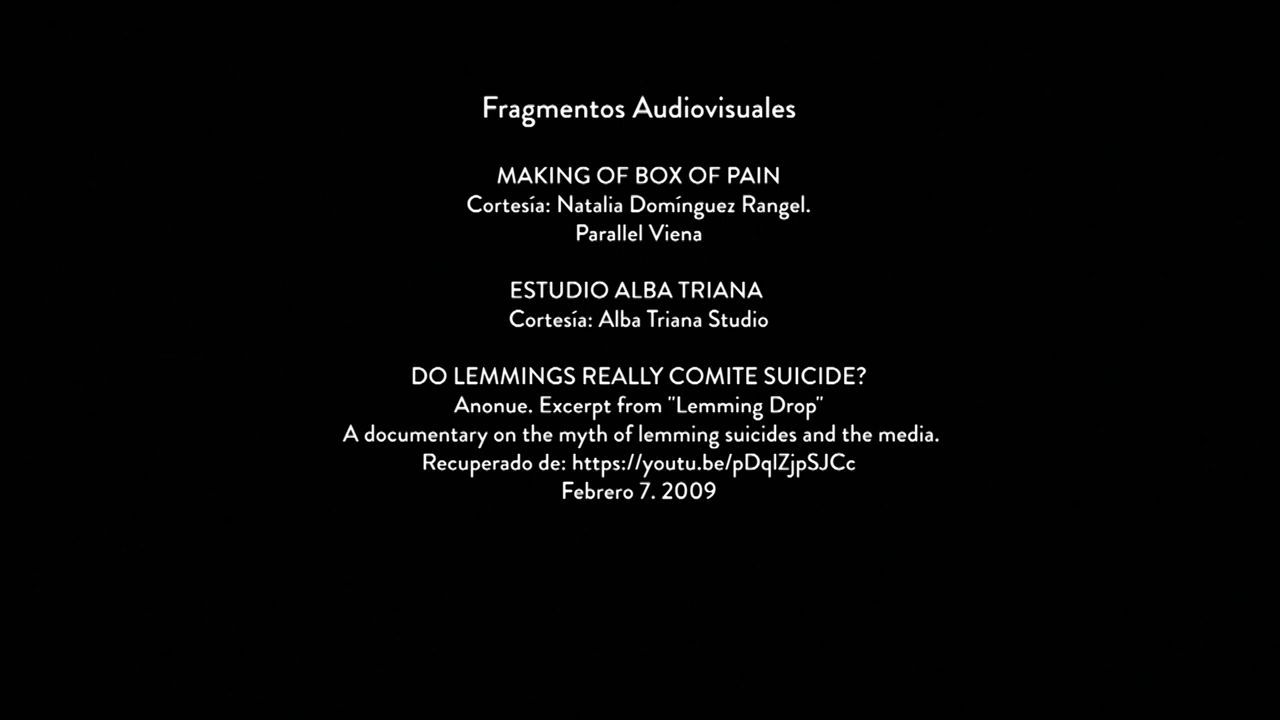 Fragmentos Audiovisuales
MAKING OF BOX OF PAIN
Cortesía: Natalia Domínguez Rangel.
Parallel Viena
ESTUDIO ALBA TRIANA
Cortesía: Alba Triana Studio
DO LEMMINGS REALLY COMITE SUICIDE?
Anonue. Excerpt from "Lemming Drop"
A documentary on the myth of lemming suicides and the media.
Recuperado de: https://youtu.be/pDqlZjpSJCc
Febrero 7. 2009